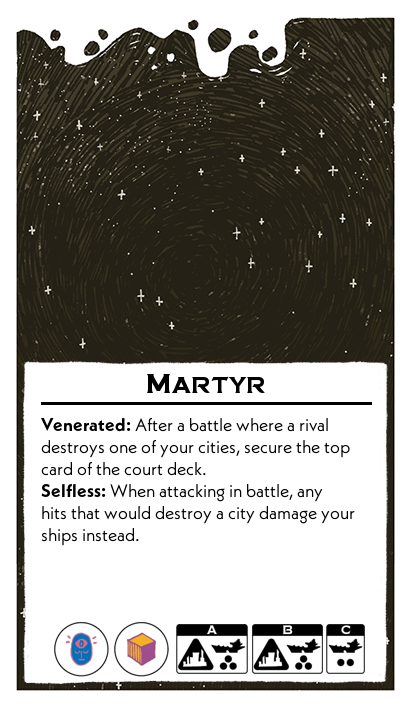 Martyr
Venerated: After a battle where a rival
destroys one of your cities, secure the top
card of the court deck.
Selfless: When attacking in battle, any
hits that would destroy a city damage your
ships instead.
A B C